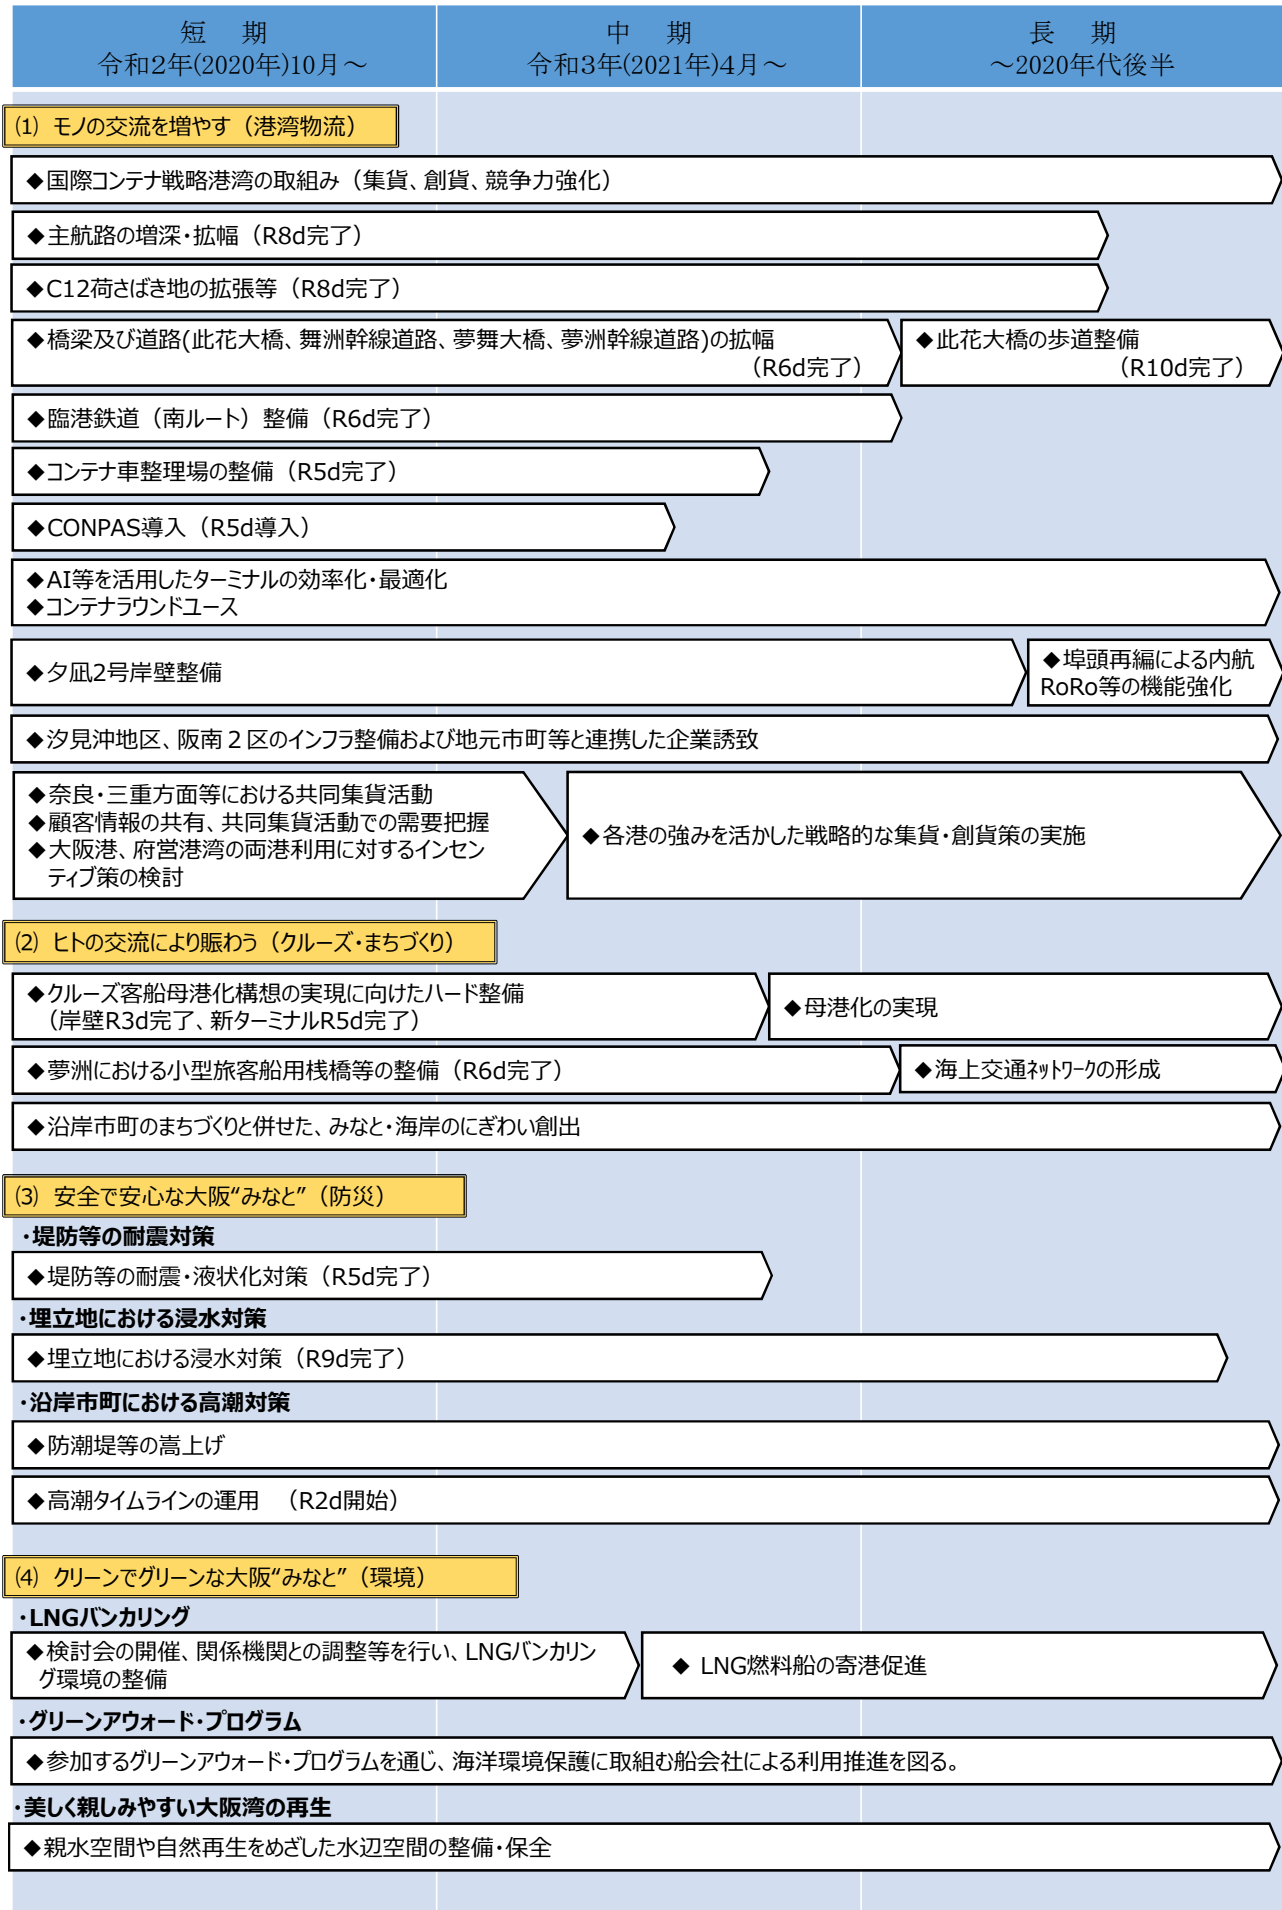 短　期
令和2年(2020年)10月～
中　期
令和3年(2021年)4月～
長　期
～2020年代後半
⑴ モノの交流を増やす（港湾物流）
◆国際コンテナ戦略港湾の取組み（集貨、創貨、競争力強化）
◆主航路の増深・拡幅（R8d完了）
◆C12荷さばき地の拡張等（R8d完了）
◆橋梁及び道路(此花大橋、舞洲幹線道路、夢舞大橋、夢洲幹線道路)の拡幅
（R6d完了）
◆此花大橋の歩道整備
（R10d完了）
◆臨港鉄道（南ルート）整備（R6d完了）
◆コンテナ車整理場の整備（R5d完了）
◆CONPAS導入（R5d導入）
◆AI等を活用したターミナルの効率化・最適化
◆コンテナラウンドユース
◆夕凪2号岸壁整備
◆埠頭再編による内航
RoRo等の機能強化
◆汐見沖地区、阪南２区のインフラ整備および地元市町等と連携した企業誘致
◆奈良・三重方面等における共同集貨活動
◆顧客情報の共有、共同集貨活動での需要把握
◆大阪港、府営港湾の両港利用に対するインセン
ティブ策の検討
◆各港の強みを活かした戦略的な集貨・創貨策の実施
⑵ ヒトの交流により賑わう（クルーズ・まちづくり）
◆クルーズ客船母港化構想の実現に向けたハード整備
（岸壁R3d完了、新ターミナルR5d完了）
◆母港化の実現
◆夢洲における小型旅客船用桟橋等の整備（R6d完了）
◆海上交通ネットワークの形成
◆沿岸市町のまちづくりと併せた、みなと・海岸のにぎわい創出
⑶ 安全で安心な大阪“みなと”（防災）
・堤防等の耐震対策
◆堤防等の耐震・液状化対策（R5d完了）
・埋立地における浸水対策
◆埋立地における浸水対策（R9d完了）
・沿岸市町における高潮対策
◆防潮堤等の嵩上げ
◆高潮タイムラインの運用　（R2d開始）
⑷ クリーンでグリーンな大阪“みなと”（環境）
・LNGバンカリング
◆検討会の開催、関係機関との調整等を行い、LNGバンカリン
グ環境の整備
◆ LNG燃料船の寄港促進
・グリーンアウォード・プログラム
◆参加するグリーンアウォード・プログラムを通じ、海洋環境保護に取組む船会社による利用推進を図る。
・美しく親しみやすい大阪湾の再生
◆親水空間や自然再生をめざした水辺空間の整備・保全